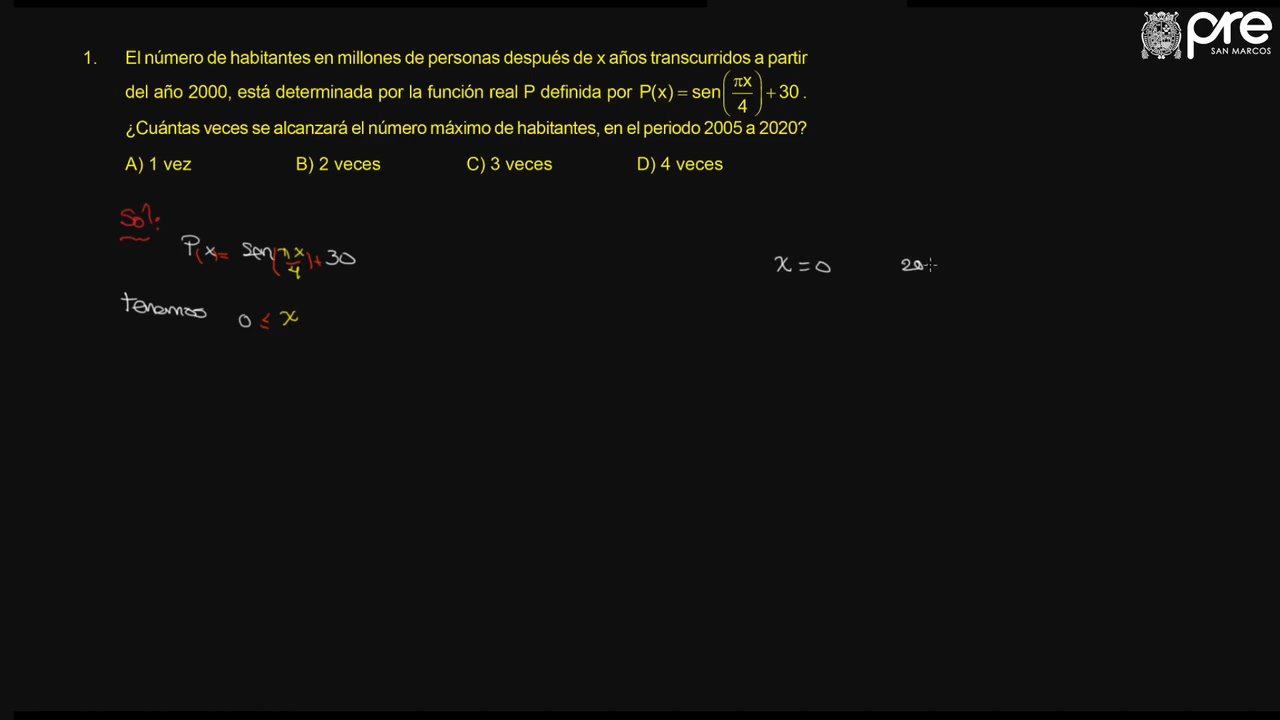 pre
SAN MARCOS
1. El número de habitantes en millones de personas después de x años transcurridos a partir
del año 2000, está determinada por la función real P definida por P(x) = sen(πx/4) + 30 .
¿Cuántas veces se alcanzará el número máximo de habitantes, en el periodo 2005 a 2020?
A) 1 vez B) 2 veces C) 3 veces D) 4 veces
Sol:
P(x) = Sen(πx/4) + 30
x = 0
tenemos 0 ≤ x